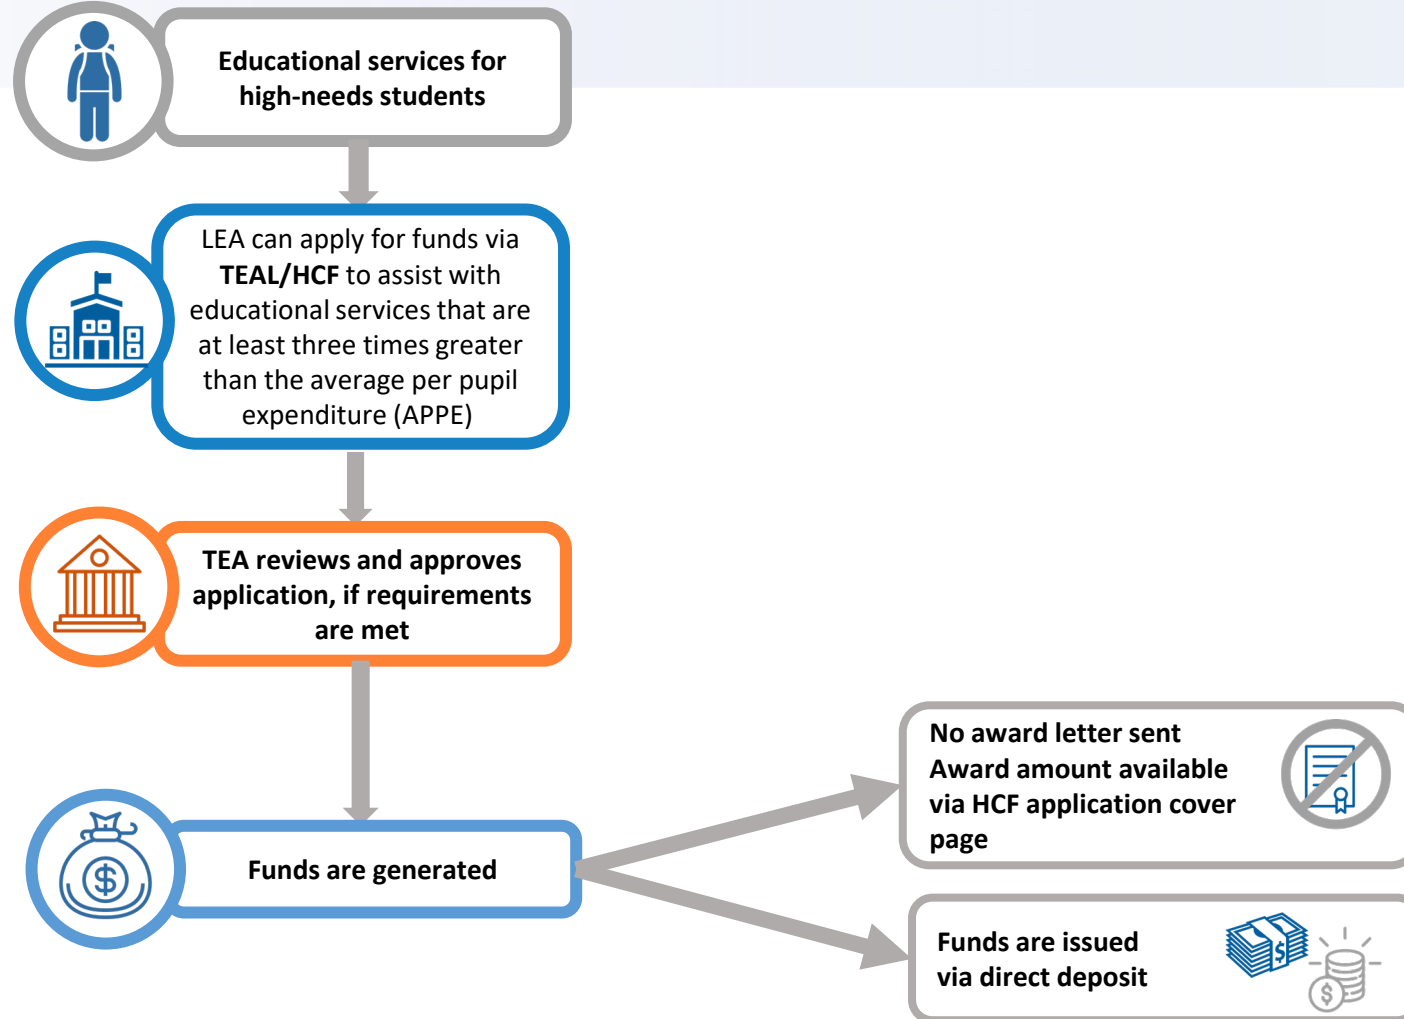 Educational services for
high-needs students
LEA can apply for funds via
TEAL/HCF to assist with
educational services that are
at least three times greater
than the average per pupil
expenditure (APPE)
TEA reviews and approves
application, if requirements
are met
Funds are generated
$
No award letter sent
Award amount available
via HCF application cover
page
Funds are issued
via direct deposit
$
$